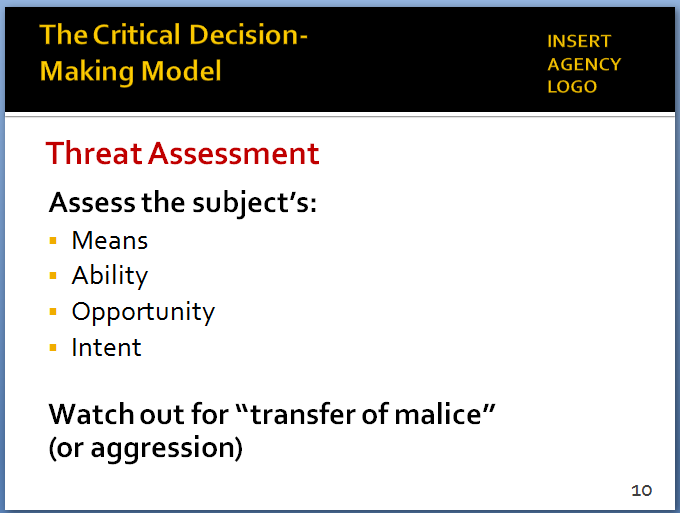 The Critical Decision-
Making Model
INSERT
AGENCY
LOGO
Threat Assessment
Assess the subject’s:
▪ Means
▪ Ability
▪ Opportunity
▪ Intent
Watch out for “transfer of malice”
(or aggression)
10